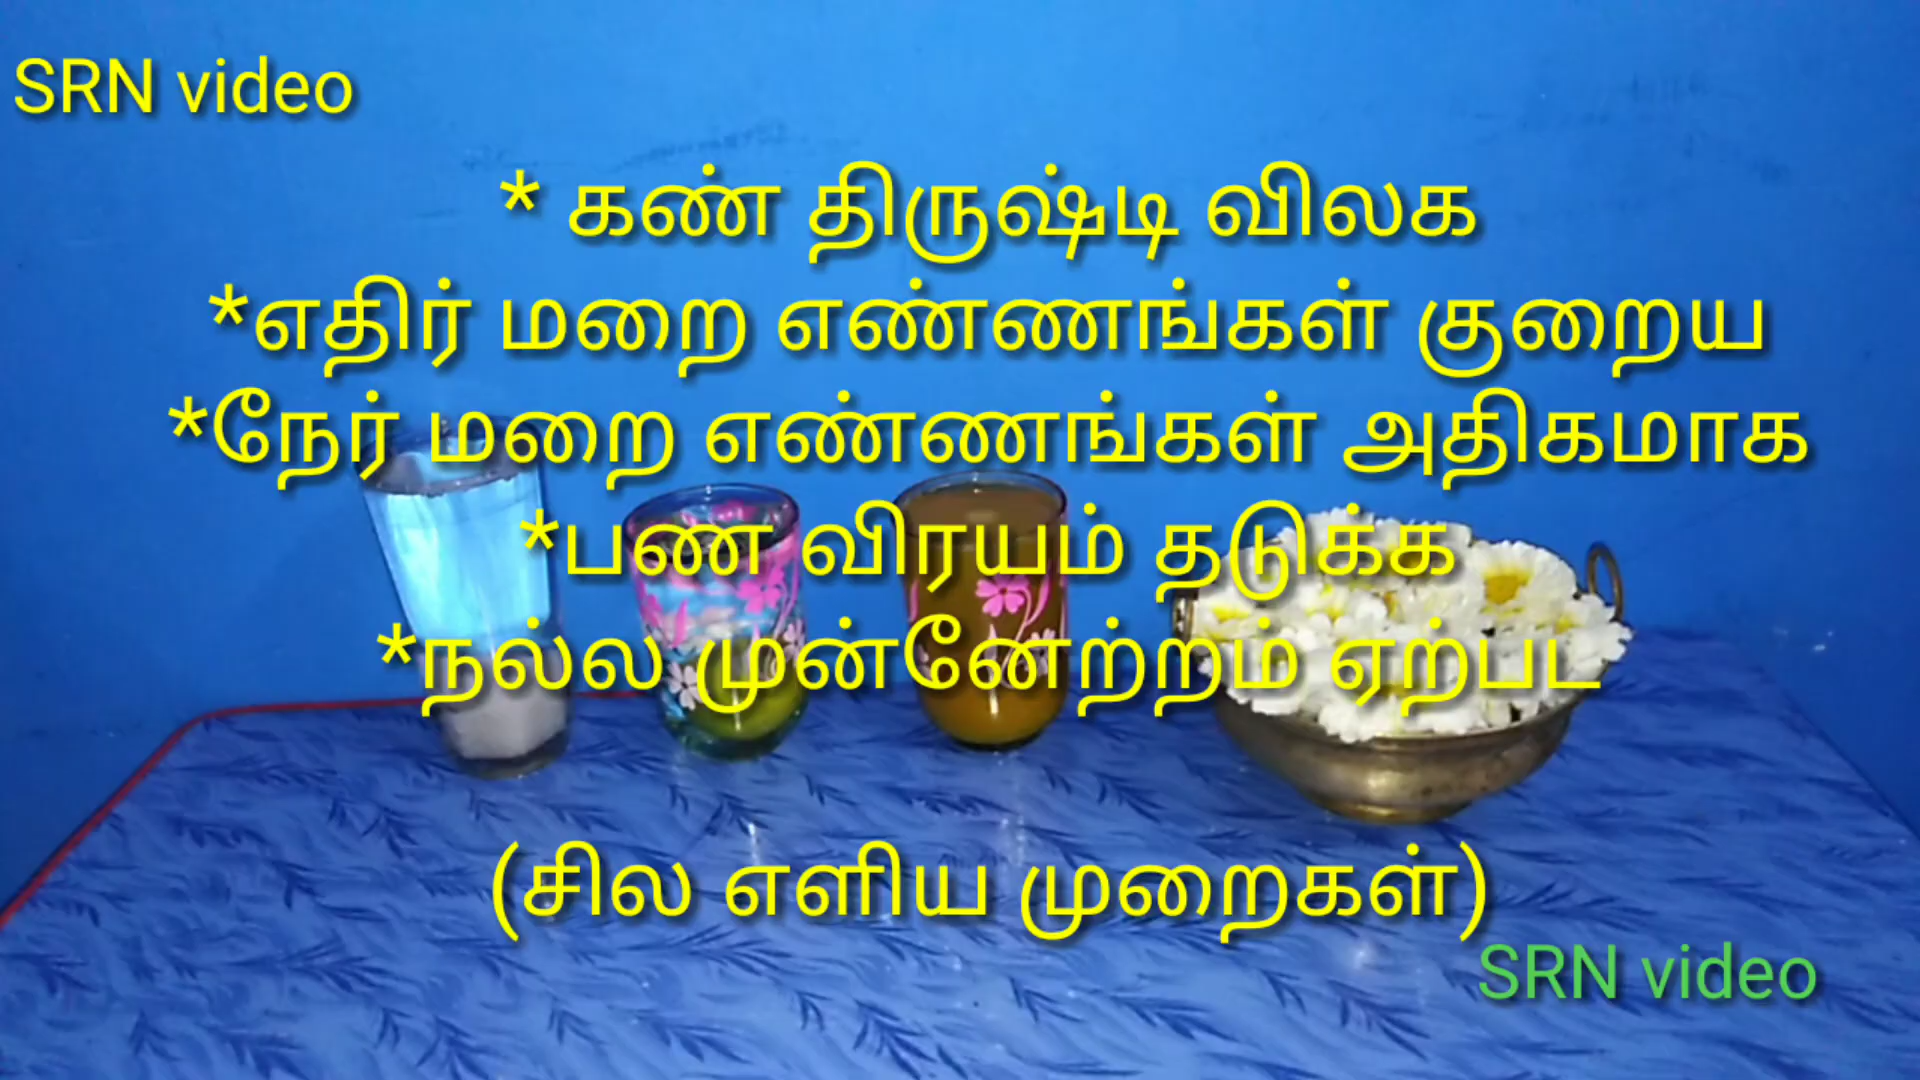 SRN video
* கண் திருஷ்டி விலக
*எதிர் மறை எண்ணங்கள் குறைய
*நேர் மறை எண்ணங்கள் அதிகமாக
*பண விரயம் தடுக்க
*நல்ல முன்னேற்றம் ஏற்பட
(சில எளிய முறைகள்)
SRN video